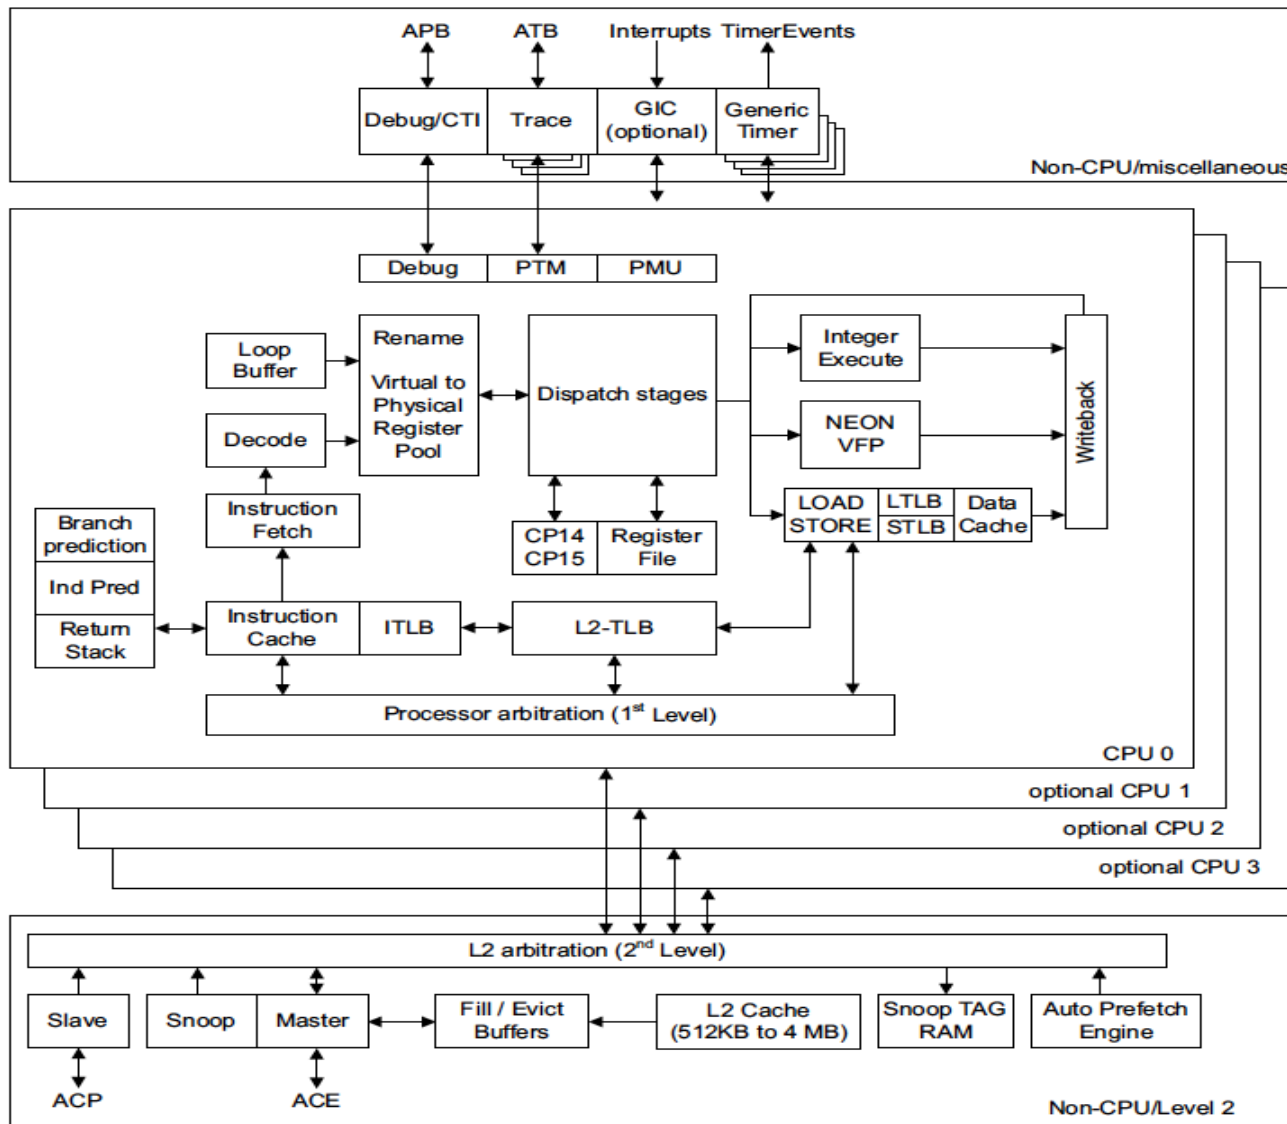 APB
ATB
Interrupts
TimerEvents
Debug/CTI
Trace
GIC
(optional)
Generic
Timer
Non-CPU/miscellaneous
Debug
PTM
PMU
Loop
Buffer
Rename
Virtual to
Physical
Register
Pool
Dispatch stages
Integer
Execute
NEON
VFP
Writeback
Decode
Instruction
Fetch
LOAD
STORE
LTLB
STLB
Data
Cache
CP14
CP15
Register
File
Branch
prediction
Ind Pred
Return
Stack
Instruction
Cache
ITLB
L2-TLB
Processor arbitration (1st Level)
CPU 0
optional CPU 1
optional CPU 2
optional CPU 3
L2 arbitration (2nd Level)
Slave
Snoop
Master
Fill / Evict
Buffers
L2 Cache
(512KB to 4 MB)
Snoop TAG
RAM
Auto Prefetch
Engine
ACP
ACE
Non-CPU/Level 2